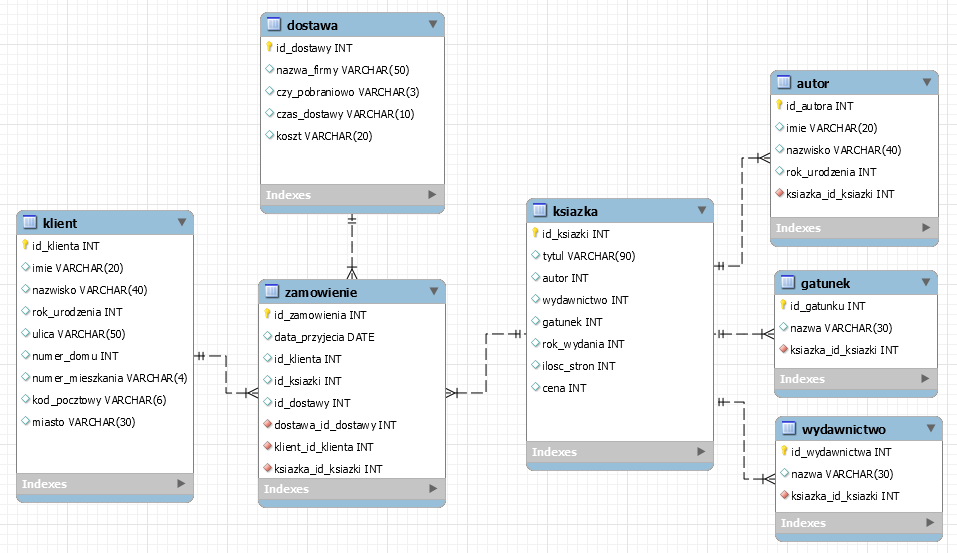 dostawa
id_dostawy INT
nazwa_firmy VARCHAR(50)
czy_pobraniowo VARCHAR(3)
czas_dostawy VARCHAR(10)
koszt VARCHAR(20)
Indexes
klient
id_klienta INT
imie VARCHAR(20)
nazwisko VARCHAR(40)
rok_urodzenia INT
ulica VARCHAR(50)
numer_domu INT
numer_mieszkania VARCHAR(4)
kod_pocztowy VARCHAR(6)
miasto VARCHAR(30)
Indexes
zamowienie
id_zamowienia INT
data_przyjecia DATE
id_klienta INT
id_ksiazki INT
id_dostawy INT
dostawa_id_dostawy INT
klient_id_klienta INT
ksiazka_id_ksiazki INT
Indexes
ksiazka
id_ksiazki INT
tytul VARCHAR(90)
autor INT
wydawnictwo INT
gatunek INT
rok_wydania INT
ilosc_stron INT
cena INT
Indexes
autor
id_autora INT
imie VARCHAR(20)
nazwisko VARCHAR(40)
rok_urodzenia INT
ksiazka_id_ksiazki INT
Indexes
gatunek
id_gatunku INT
nazwa VARCHAR(30)
ksiazka_id_ksiazki INT
Indexes
wydawnictwo
id_wydawnictwa INT
nazwa VARCHAR(30)
ksiazka_id_ksiazki INT
Indexes